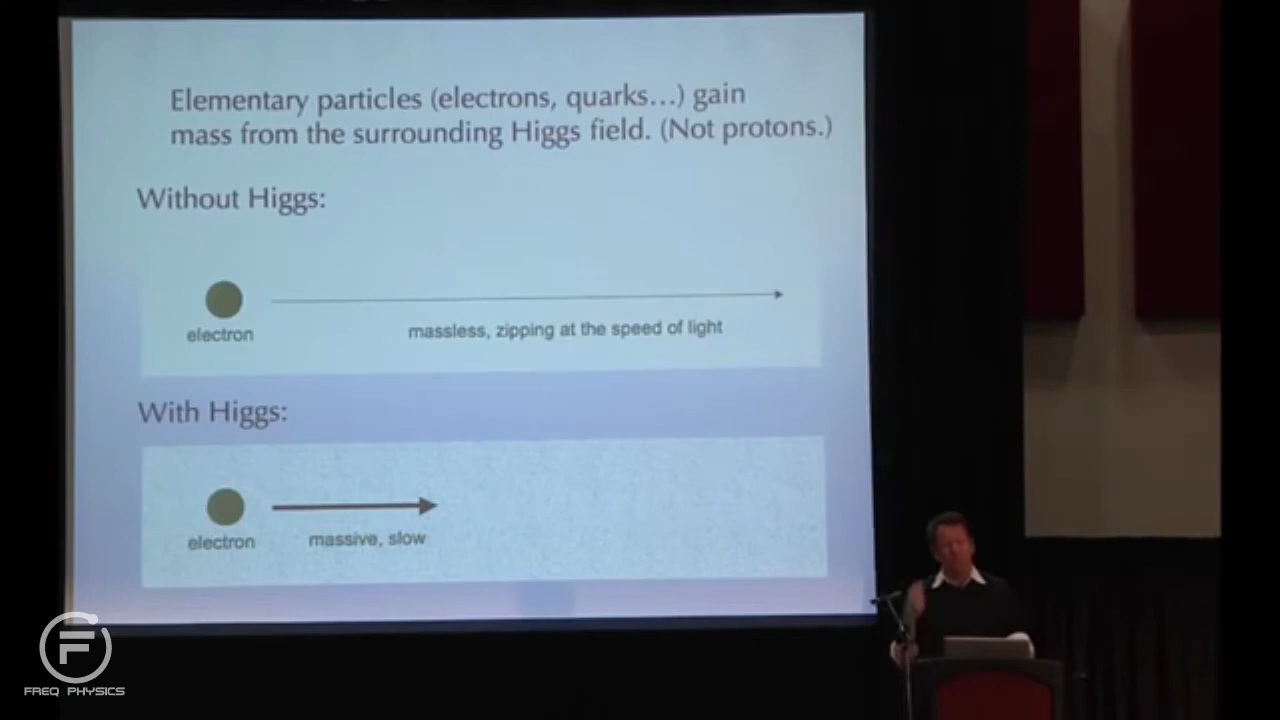 Elementary particles (electrons, quarks...) gain
mass from the surrounding Higgs field. (Not protons.)
Without Higgs:
electron
massless, zipping at the speed of light
With Higgs:
electron
massive, slow
F
FREQ PHYSICS